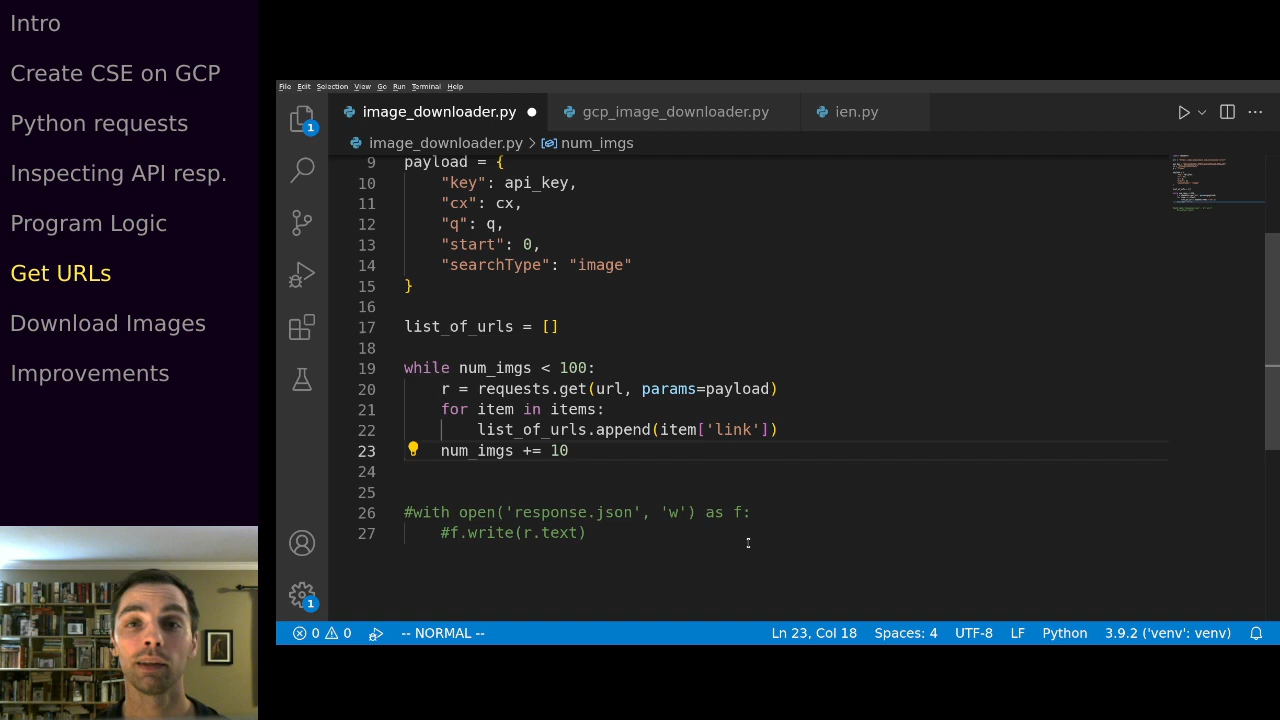 Intro
Create CSE on GCP
Python requests
Inspecting API resp.
Program Logic
Get URLs
Download Images
Improvements
File Edit Selection View Go Run Terminal Help
image_downloader.py gcp_image_downloader.py ien.py
image_downloader.py > num_imgs
9 payload = {
10 "key": api_key,
11 "cx": cx,
12 "q": q,
13 "start": 0,
14 "searchType": "image"
15 }
16
17 list_of_urls = []
18
19 while num_imgs < 100:
20 r = requests.get(url, params=payload)
21 for item in items:
22 list_of_urls.append(item['link'])
23 num_imgs += 10
24
25
26 #with open('response.json', 'w') as f:
27 #f.write(r.text)
1
1
0 0 -- NORMAL -- Ln 23, Col 18 Spaces: 4 UTF-8 LF Python 3.9.2 ('venv': venv)